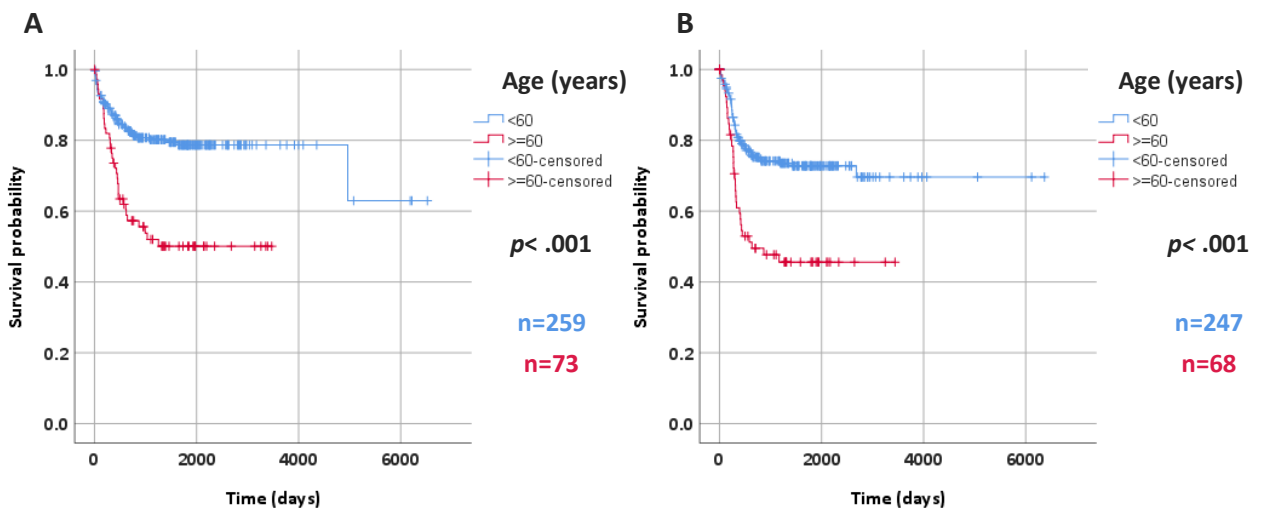 A
Survival probability
1.0
0.8
0.6
0.4
0.2
0.0
0 2000 4000 6000
Time (days)
Age (years)
<60
>=60
<60-censored
>=60-censored
p< .001
n=259
n=73
B
Survival probability
1.0
0.8
0.6
0.4
0.2
0.0
0 2000 4000 6000
Time (days)
Age (years)
<60
>=60
<60-censored
>=60-censored
p< .001
n=247
n=68